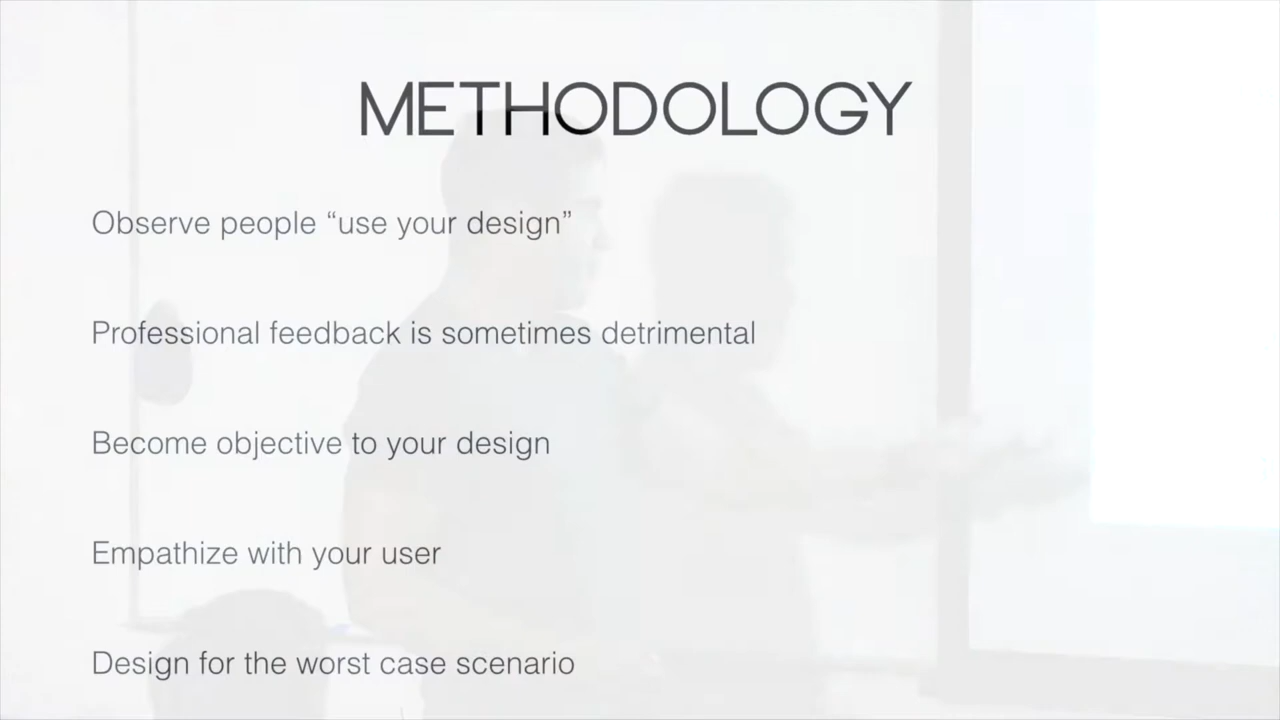 METHODOLOGY
Observe people “use your design”
Professional feedback is sometimes detrimental
Become objective to your design
Empathize with your user
Design for the worst case scenario